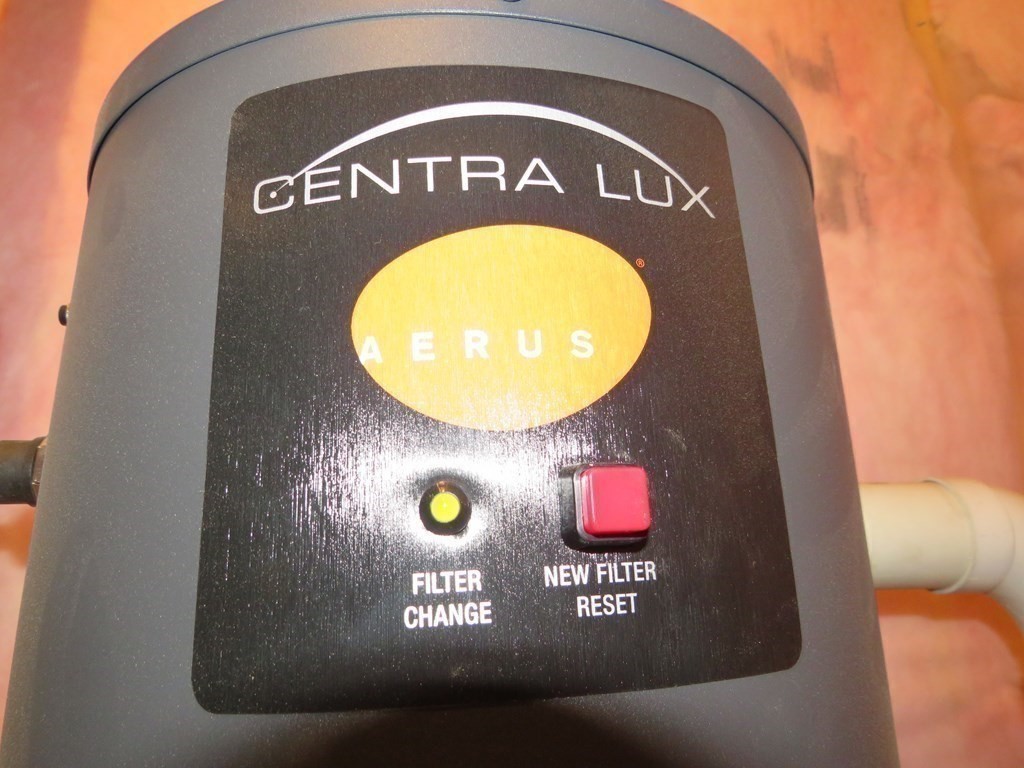 CENTRA LUX
AERUS®
FILTER CHANGE
NEW FILTER RESET